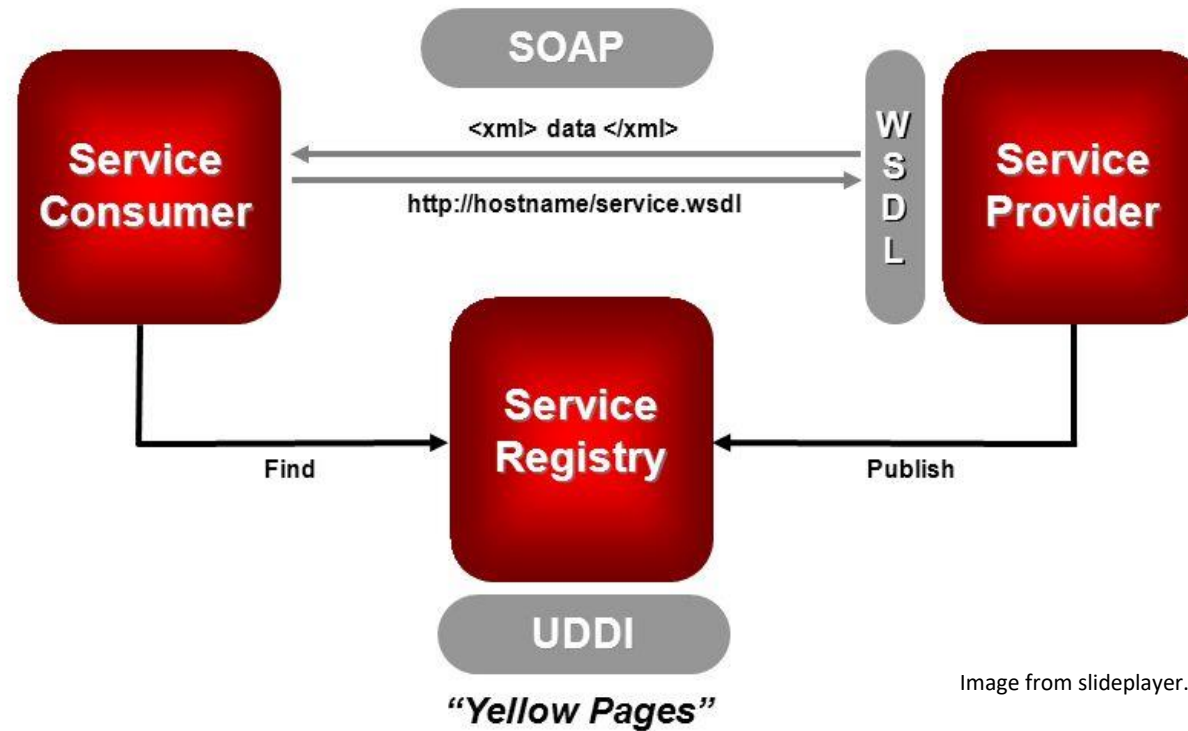 SOAP
<xml> data </xml>
http://hostname/service.wsdl
Service
Consumer
W
S
D
L
Service
Provider
Service
Registry
Find
Publish
UDDI
“Yellow Pages”
Image from slideplayer.